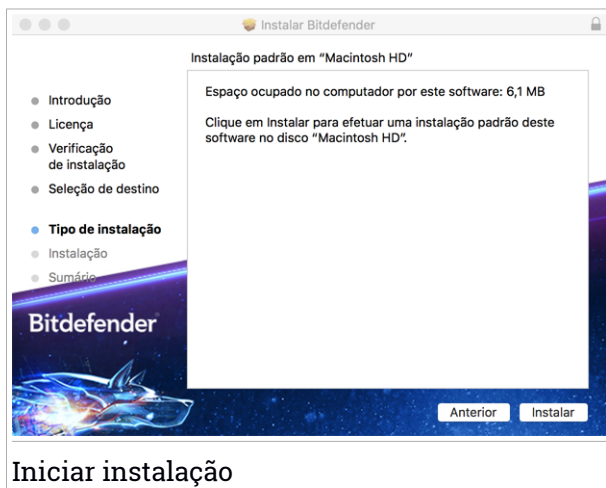 Instalar Bitdefender
Instalação padrão em “Macintosh HD”
Introdução
Licença
Verificação
de instalação
Seleção de destino
Tipo de instalação
Instalação
Sumário
Bitdefender
Espaço ocupado no computador por este software: 6,1 MB
Clique em Instalar para efetuar uma instalação padrão deste
software no disco “Macintosh HD”.
Anterior
Instalar
Iniciar instalação